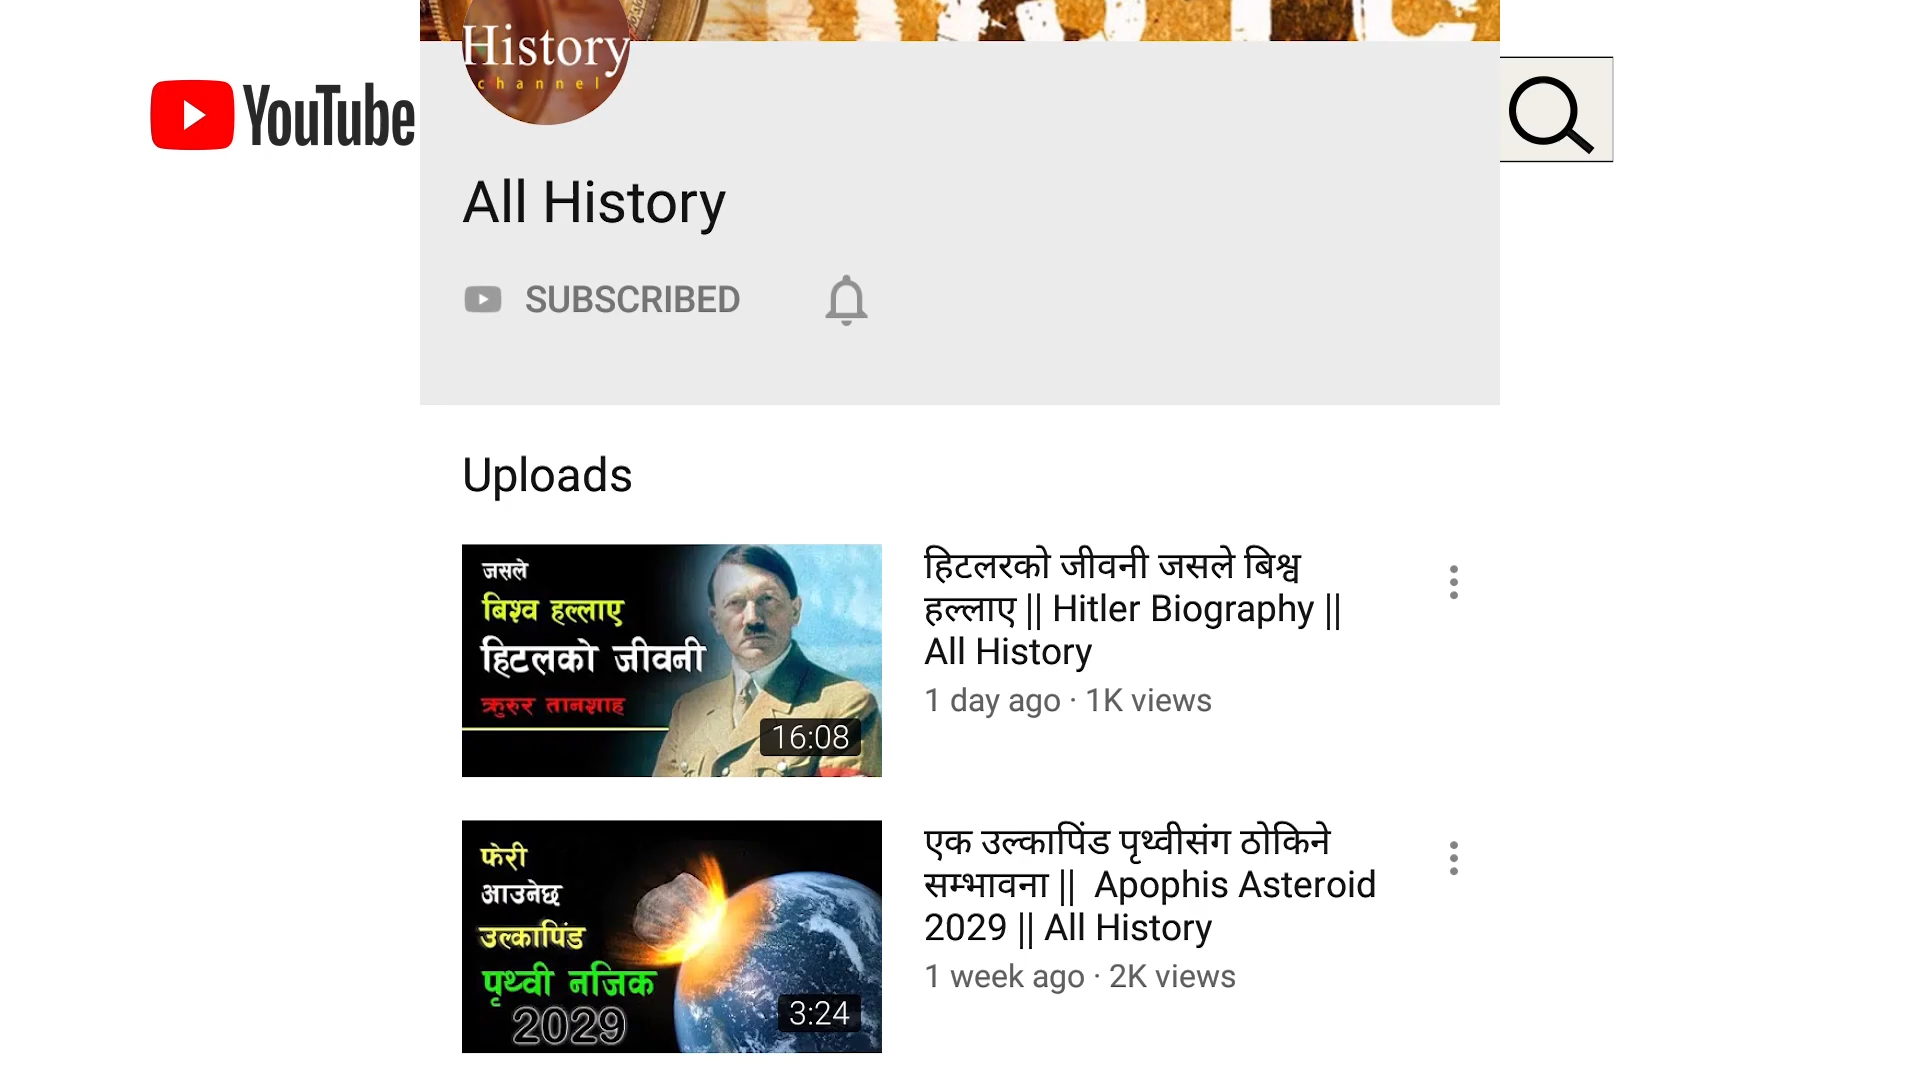 History
channel
YouTube
All History
SUBSCRIBED
Uploads
जसले
बिश्व हल्लाए
हिटलको जीवनी
क्रुरुर तानशाह
16:08
हिटलरको जीवनी जसले बिश्व
हल्लाए || Hitler Biography ||
All History
1 day ago · 1K views
फेरी
आउनेछ
उल्कापिंड
पृथ्वी नजिक
2029
3:24
एक उल्कापिंड पृथ्वीसंग ठोकिने
सम्भावना || Apophis Asteroid
2029 || All History
1 week ago · 2K views